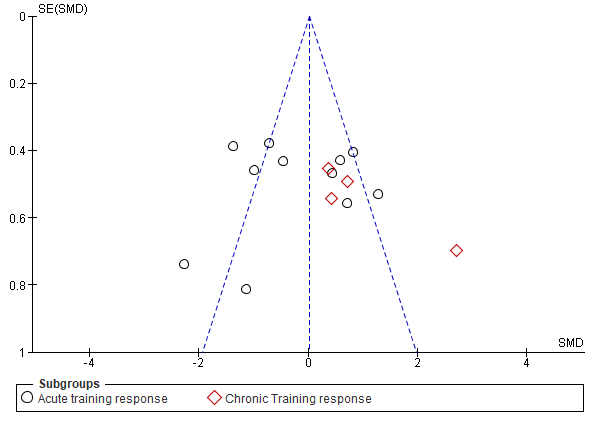 SE(SMD)
0
0.2
0.4
0.6
0.8
1
-4
-2
0
2
4
SMD
Subgroups
Acute training response
Chronic Training response